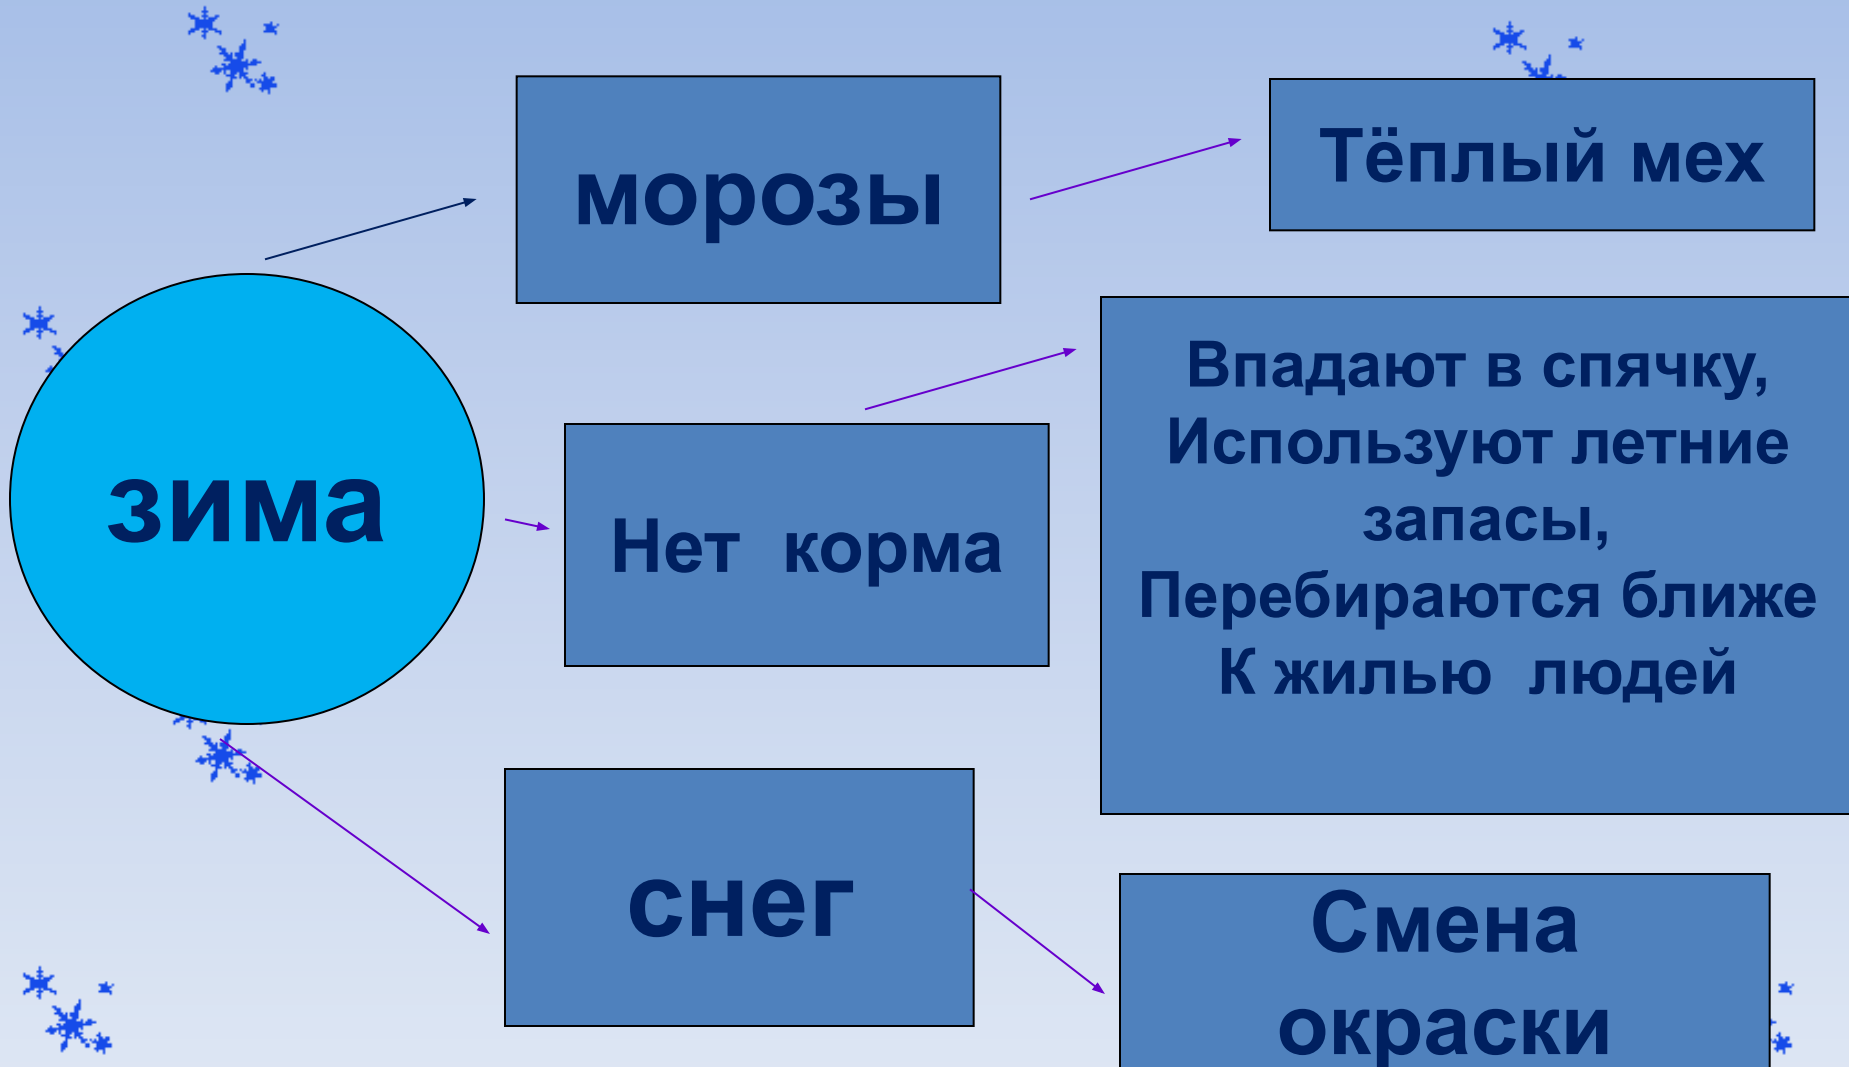 морозы
Тёплый мех
зима
Нет корма
Впадают в спячку,
Используют летние
запасы,
Перебираются ближе
К жилью людей
снег
Смена
окраски